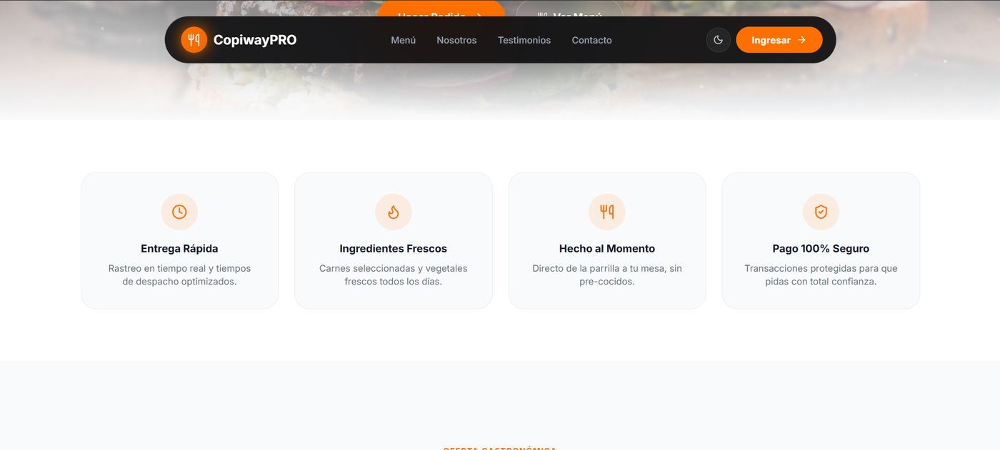 Hacer Pedido
Ver Menú
CopiwayPRO
Menú
Nosotros
Testimonios
Contacto
Ingresar
Entrega Rápida
Rastreo en tiempo real y tiempos
de despacho optimizados.
Ingredientes Frescos
Carnes seleccionadas y vegetales
frescos todos los días.
Hecho al Momento
Directo de la parrilla a tu mesa, sin
pre-cocidos.
Pago 100% Seguro
Transacciones protegidas para que
pidas con total confianza.
OFERTA GASTRONÓMICA